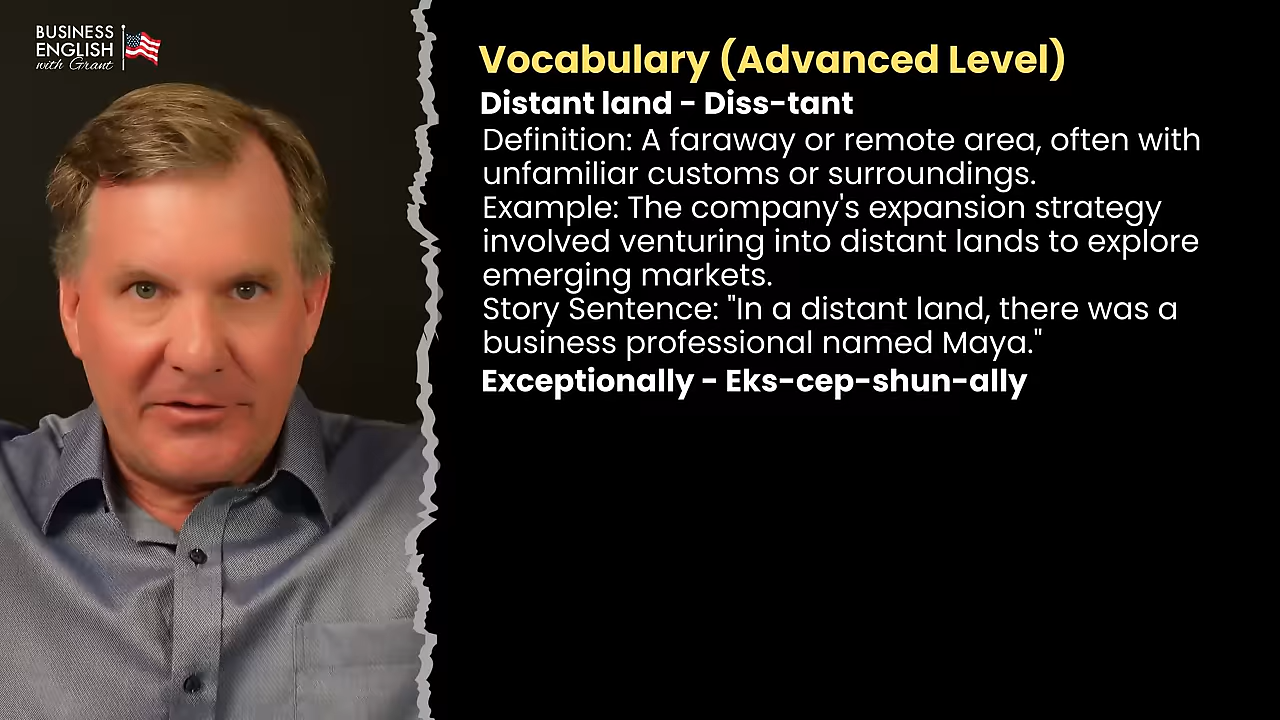 BUSINESS
ENGLISH
with Grant
Vocabulary (Advanced Level)
Distant land - Diss-tant
Definition: A faraway or remote area, often with
unfamiliar customs or surroundings.
Example: The company's expansion strategy
involved venturing into distant lands to explore
emerging markets.
Story Sentence: "In a distant land, there was a
business professional named Maya."
Exceptionally - Eks-cep-shun-ally